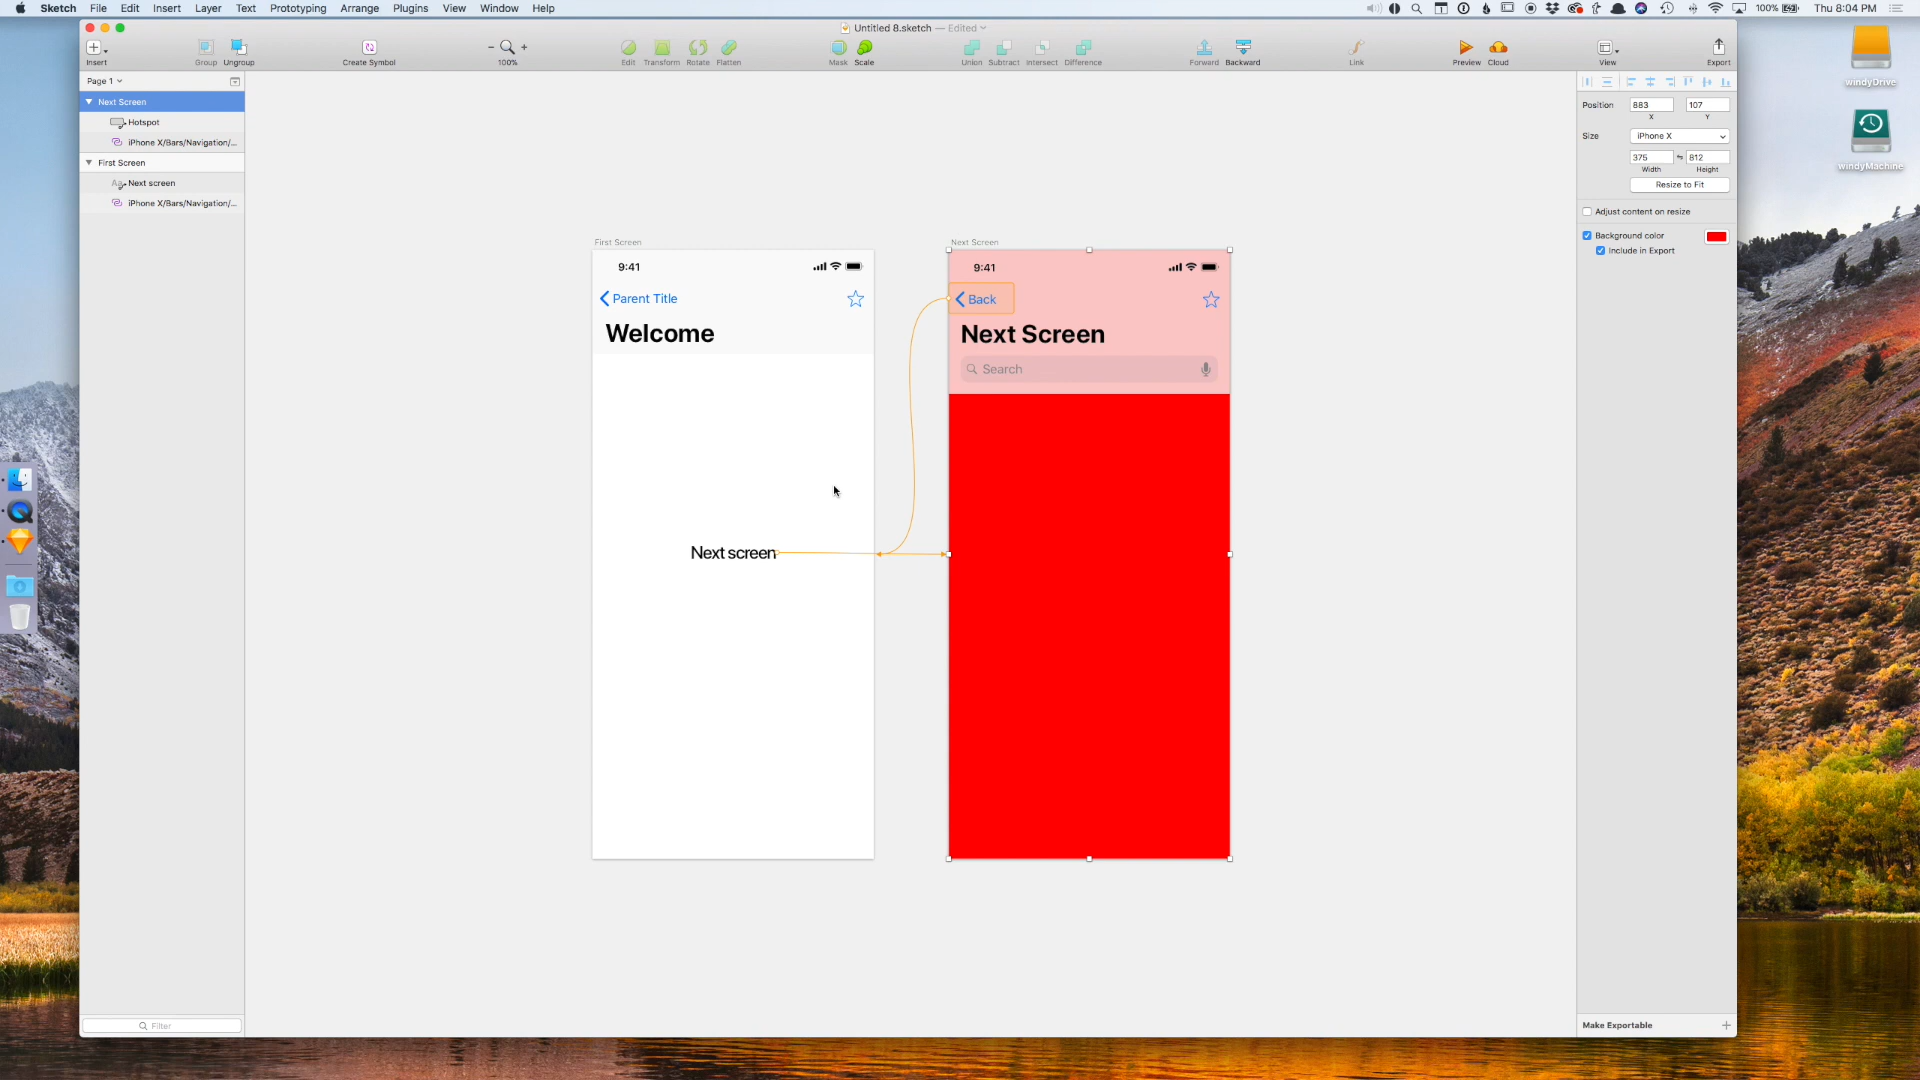 Sketch File Edit Insert Layer Text Prototyping Arrange Plugins View Window Help
100% Thu 8:04 PM
Untitled 8.sketch — Edited
Insert Group Ungroup Create Symbol 100% Edit Transform Rotate Flatten Mask Scale Union Subtract Intersect Difference Forward Backward Link Preview Cloud View Export
Page 1
Next Screen
Hotspot
iPhone X/Bars/Navigation/...
First Screen
Aa Next screen
iPhone X/Bars/Navigation/...
Filter
First Screen
9:41
Parent Title
Welcome
Next screen
Next Screen
9:41
Back
Next Screen
Search
Position 883 107
X Y
Size iPhone X
375 812
Width Height
Resize to Fit
Adjust content on resize
Background color
Include in Export
Make Exportable
windyDrive
windyMachine